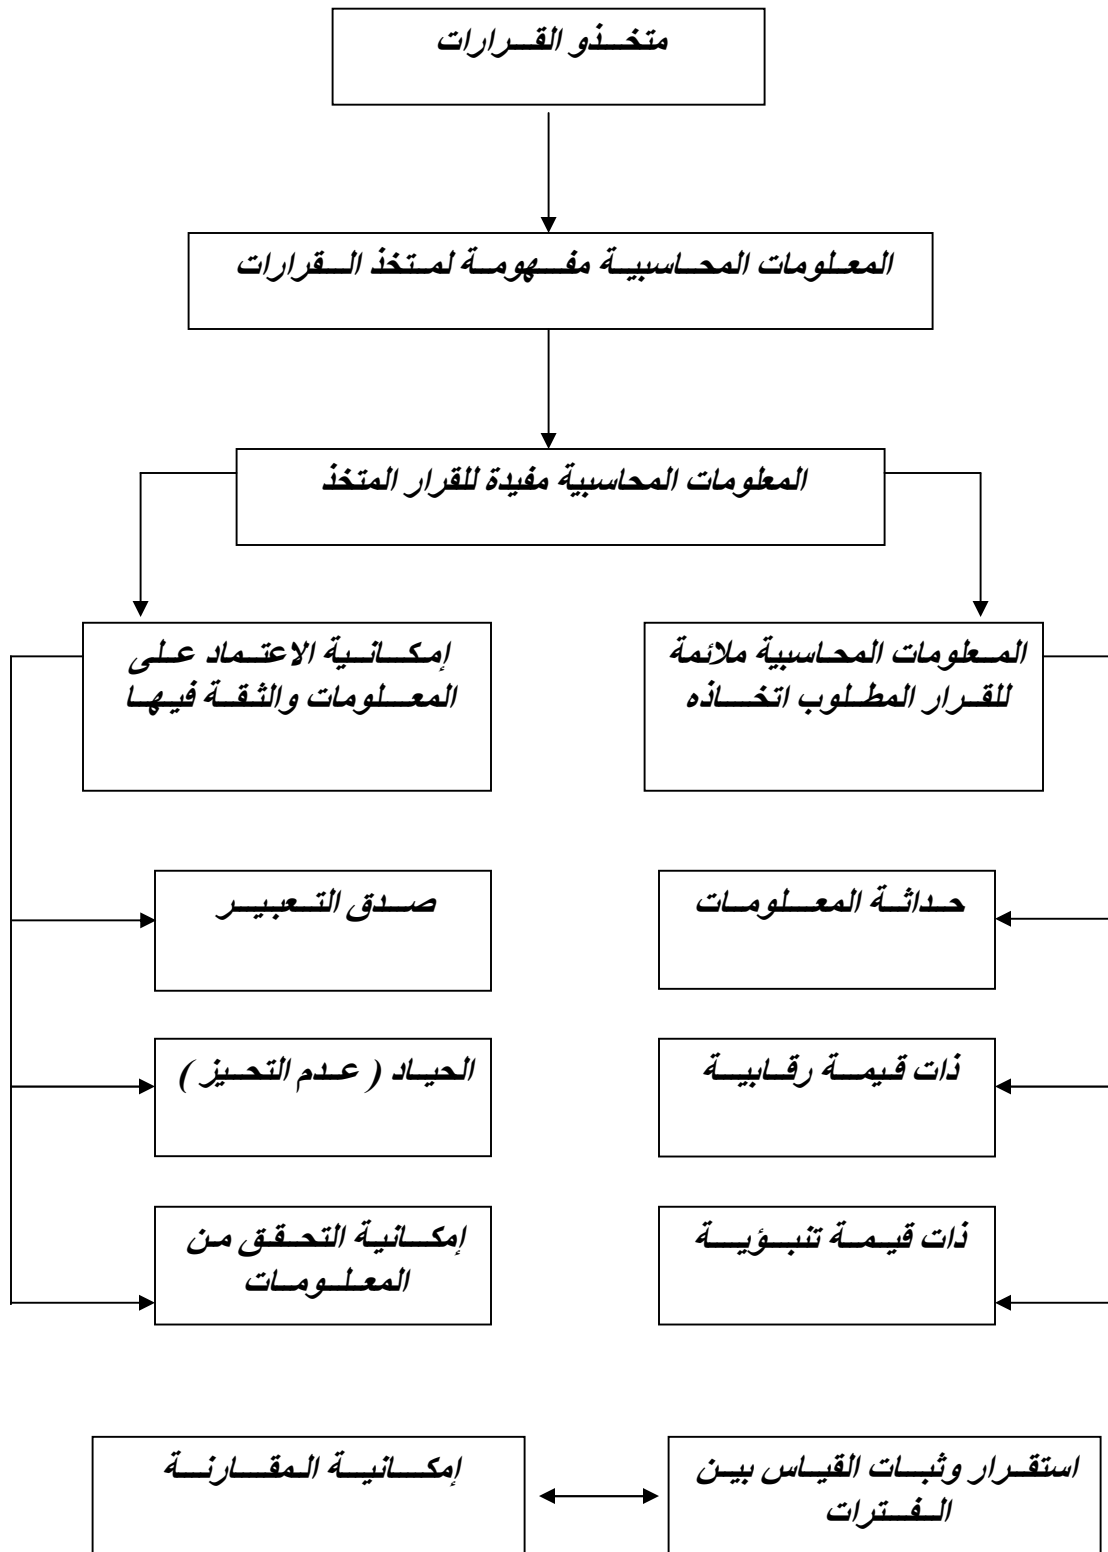 متخذو القرارات
المعلومات المحاسبية مفهومة لمتخذ القرارات
المعلومات المحاسبية مفيدة للقرار المتخذ
المعلومات المحاسبية ملائمة
للقرار المطلوب اتخاذه
إمكانية الاعتماد على
المعلومات والثقة فيها
حداثة المعلومات
صدق التعبير
ذات قيمة رقابية
الحياد ( عدم التحيز )
ذات قيمة تنبؤية
إمكانية التحقق من
المعلومات
استقرار وثبات القياس بين
الفترات
إمكانية المقارنة